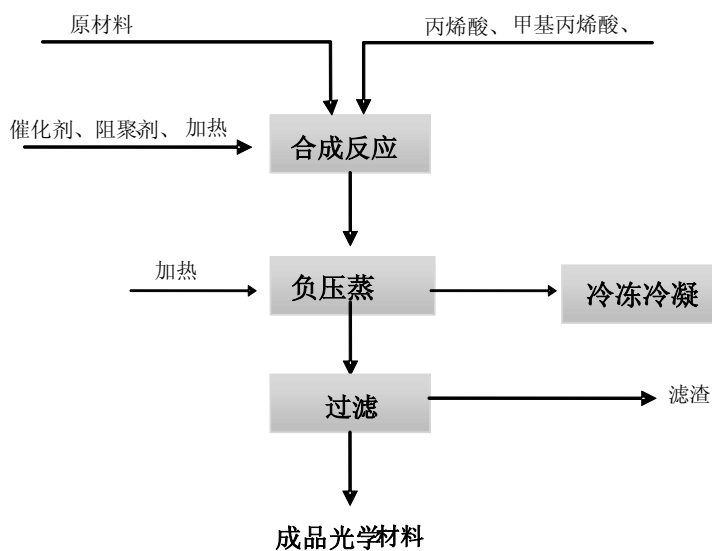 原材料
丙烯酸、甲基丙烯酸、
催化剂、阻聚剂、 加热
合成反应
加热
负压蒸
冷冻冷凝
过滤
滤渣
成品光学材料